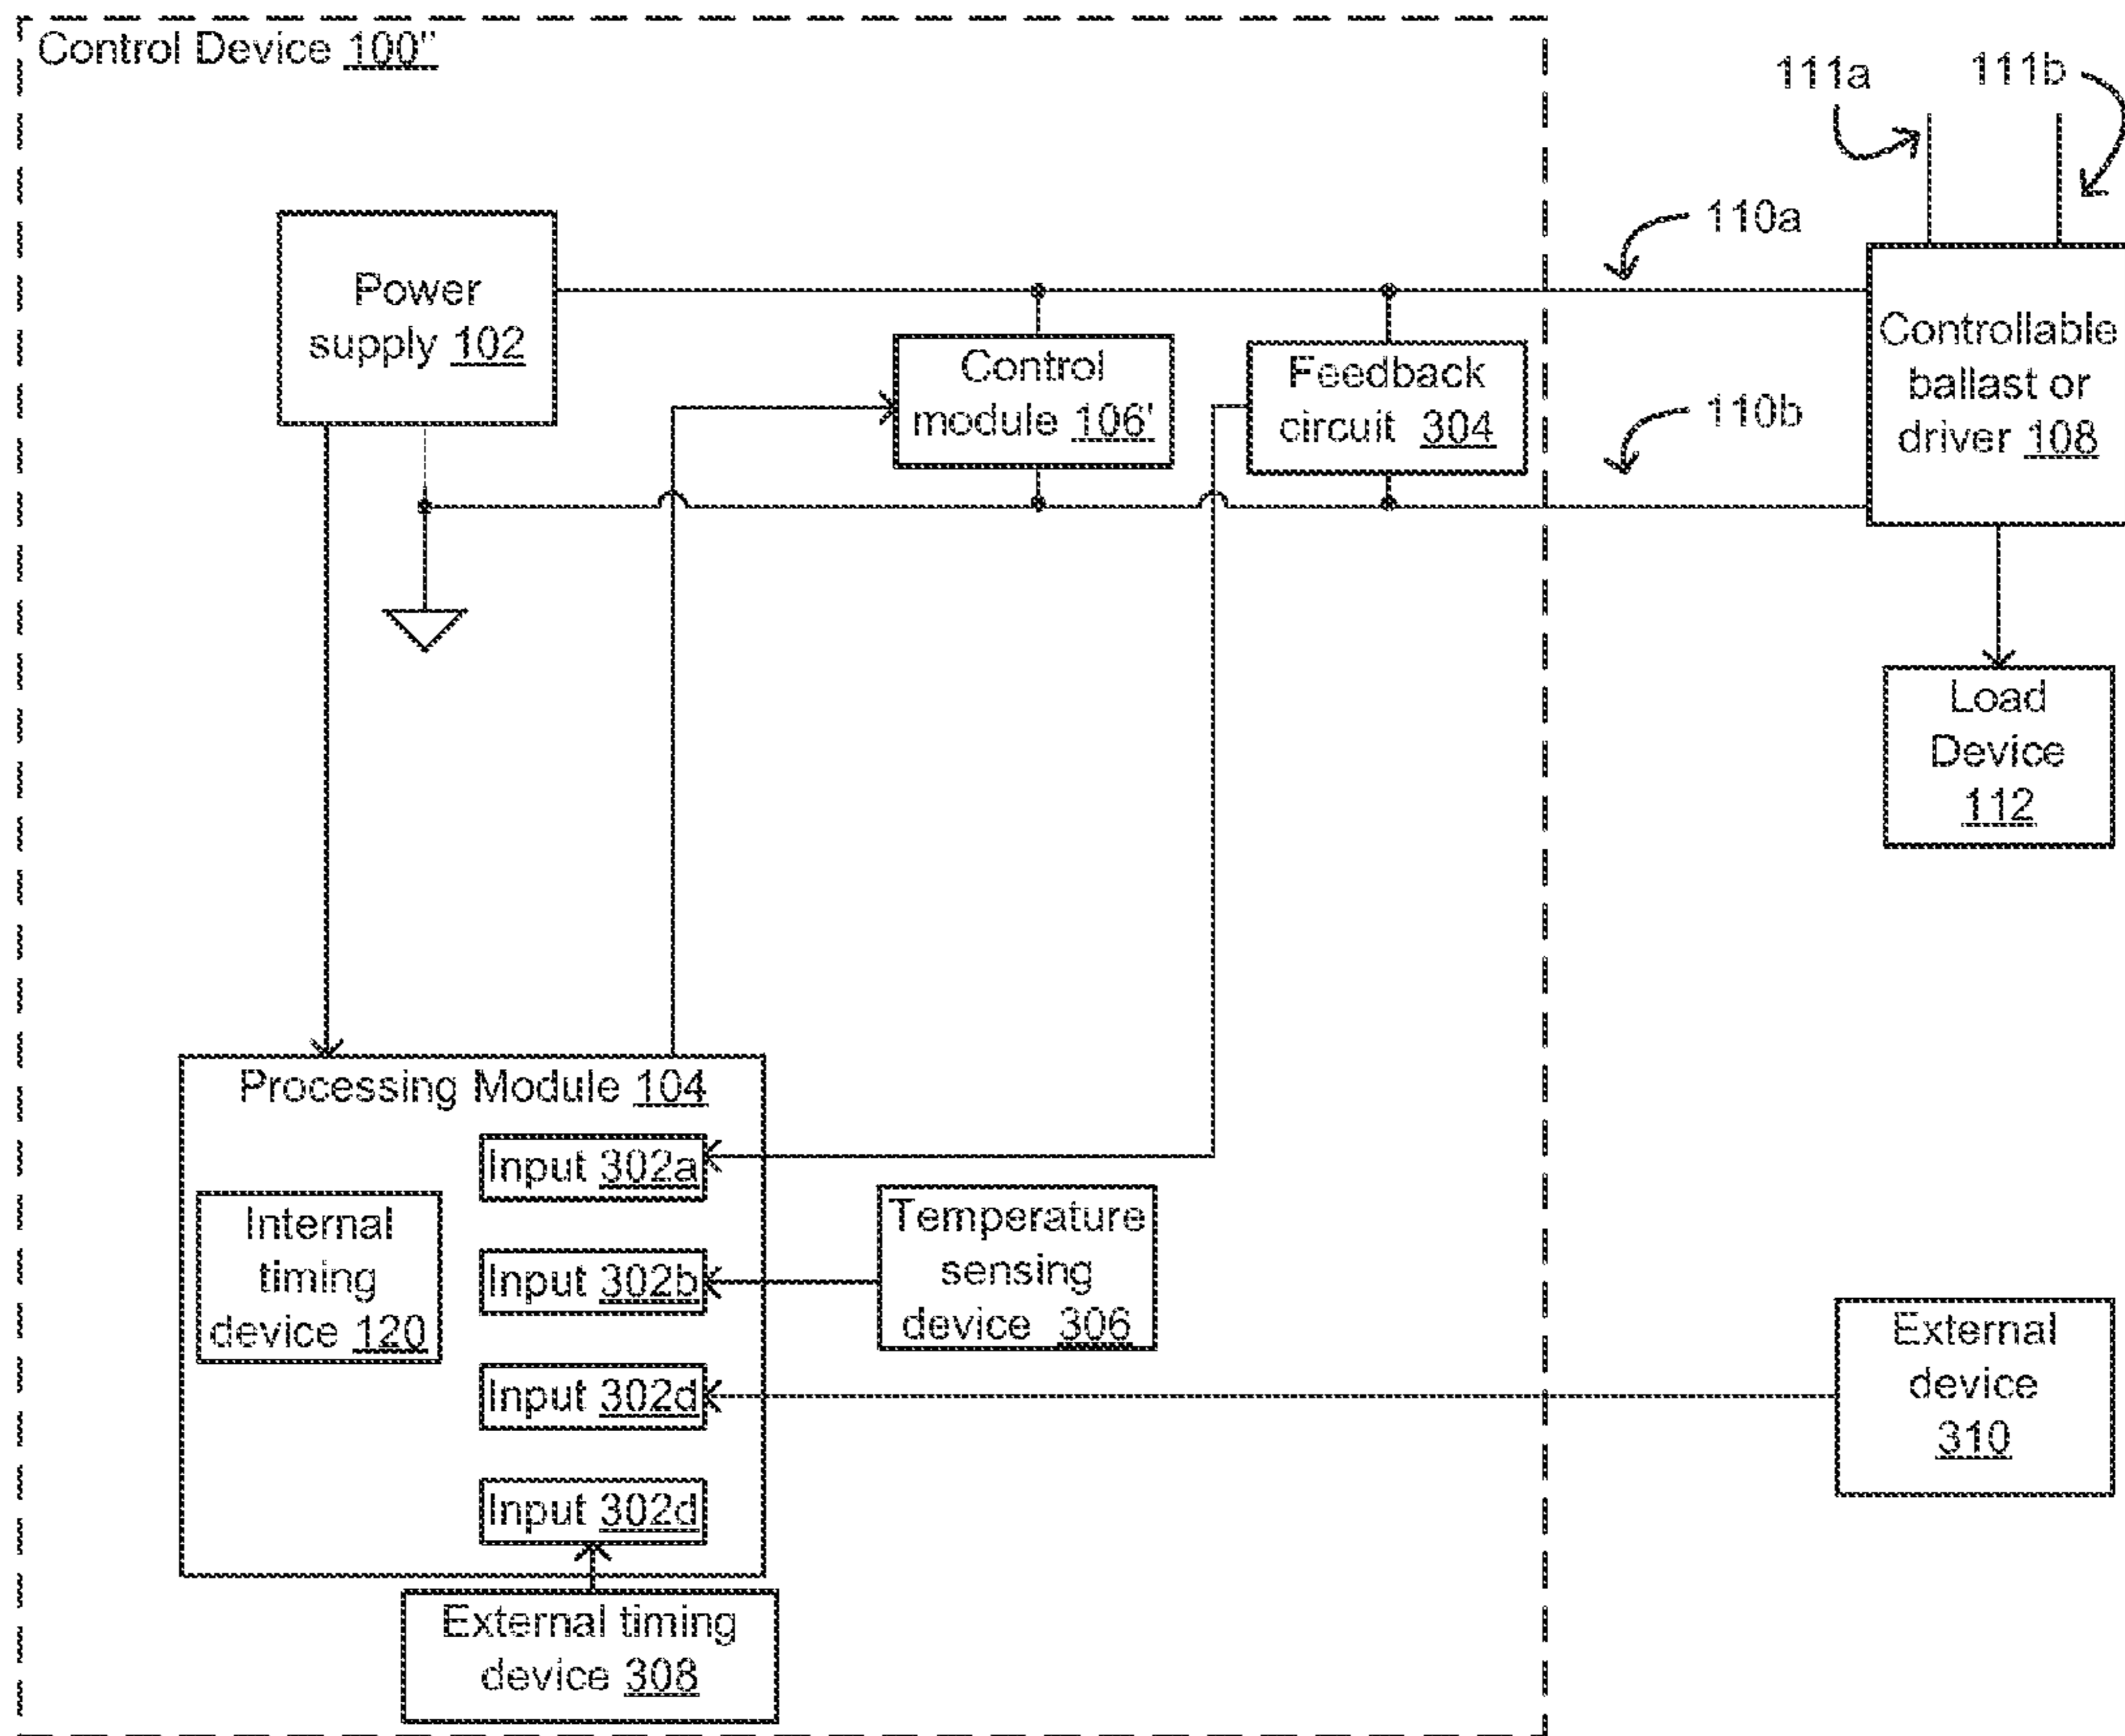 Control Device 100"
111a
111b
110a
Power
supply 102
Control
module 106'
Feedback
circuit 304
110b
Controllable
ballast or
driver 108
Load
Device
112
Processing Module 104
Input 302a
Internal
timing
device 120
Input 302b
Temperature
sensing
device 306
Input 302d
External
device
310
Input 302d
External timing
device 308